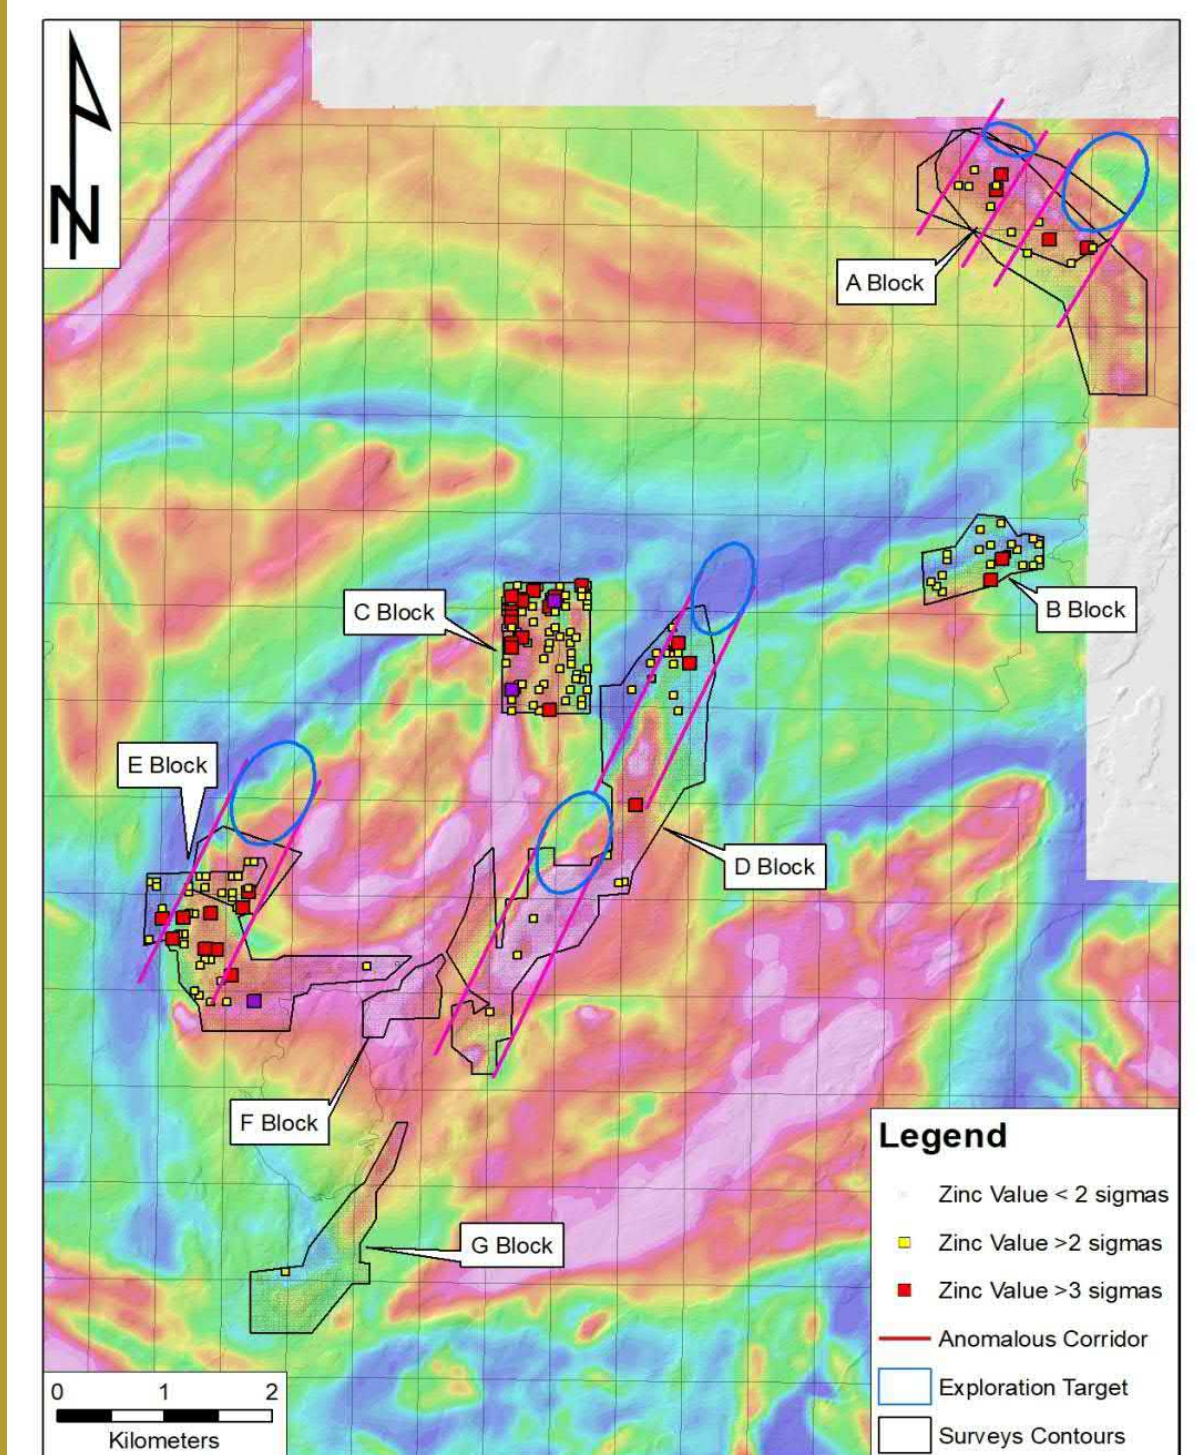 N
A Block
B Block
C Block
E Block
D Block
F Block
G Block
Legend
Zinc Value < 2 sigmas
Zinc Value >2 sigmas
Zinc Value >3 sigmas
Anomalous Corridor
Exploration Target
Surveys Contours
0 1 2
Kilometers